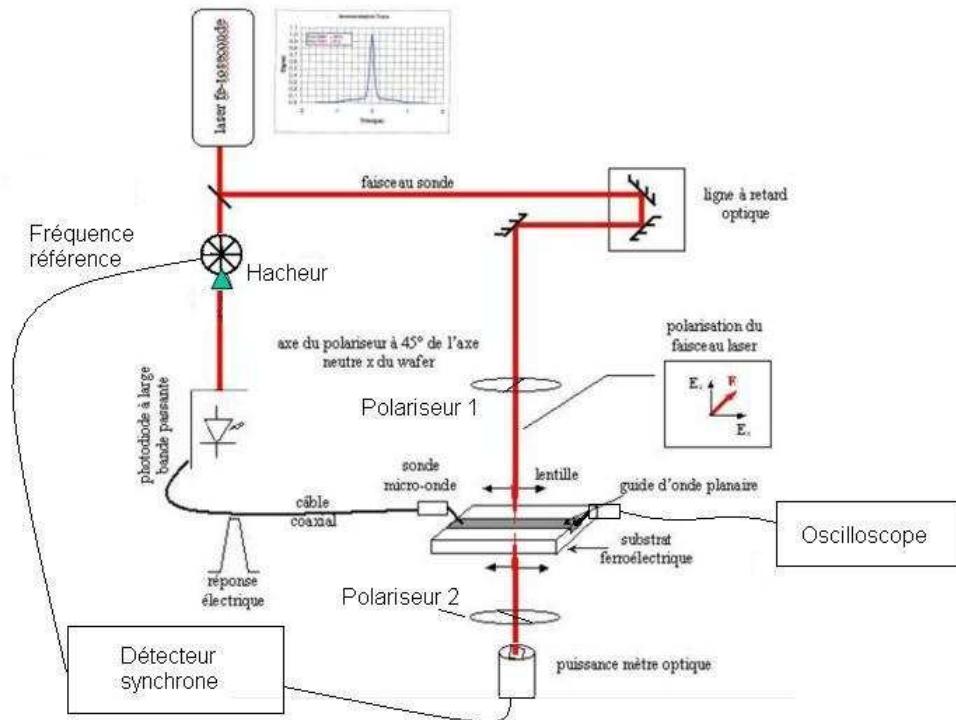 laser femtoseconde
faisceau sonde
ligne à retard
optique
Fréquence
référence
Hacheur
axe du polariseur à 45° de l'axe
neutre x du wafer
polarisation du
faisceau laser
Polariseur 1
photodiode à large
bande passante
sonde
micro-onde
lentille
guide d'onde planaire
câble
coaxial
Oscilloscope
substrat
ferroélectrique
réponse
électrique
Polariseur 2
Détecteur
synchrone
puissance mètre optique